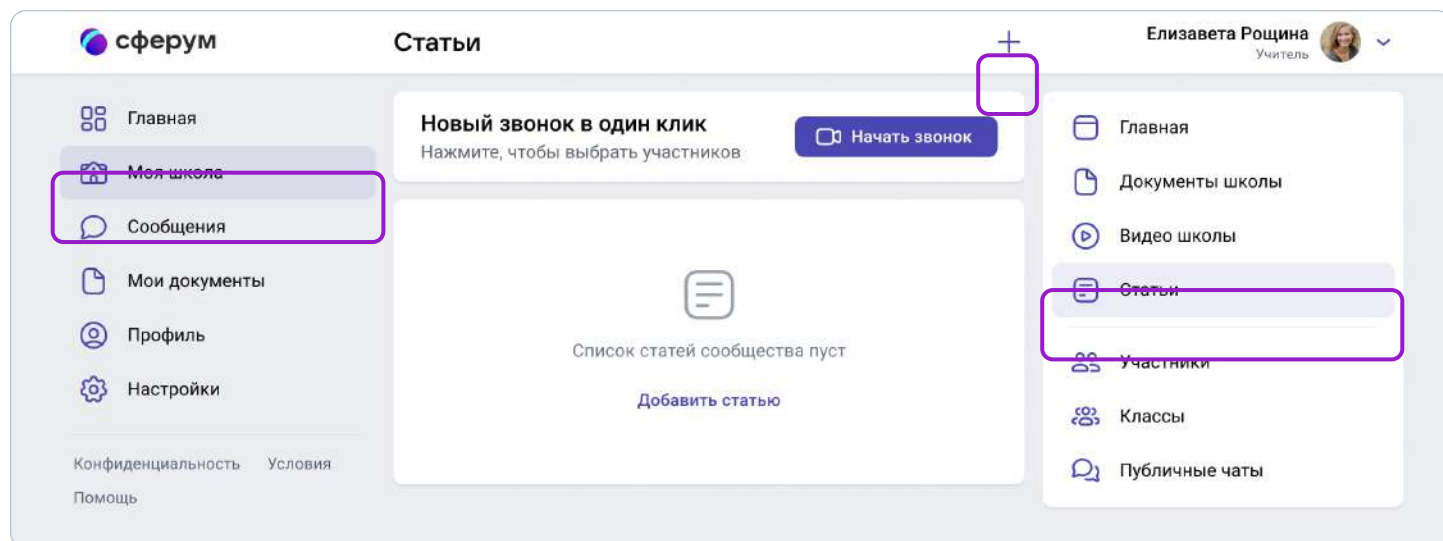 сферум
Статьи
Елизавета Рощина
Учитель
Главная
Моя школа
Сообщения
Мои документы
Профиль
Настройки
Конфиденциальность Условия
Помощь
Новый звонок в один клик
Нажмите, чтобы выбрать участников
Начать звонок
Список статей сообщества пуст
Добавить статью
Главная
Документы школы
Видео школы
Статьи
Участники
Классы
Публичные чаты